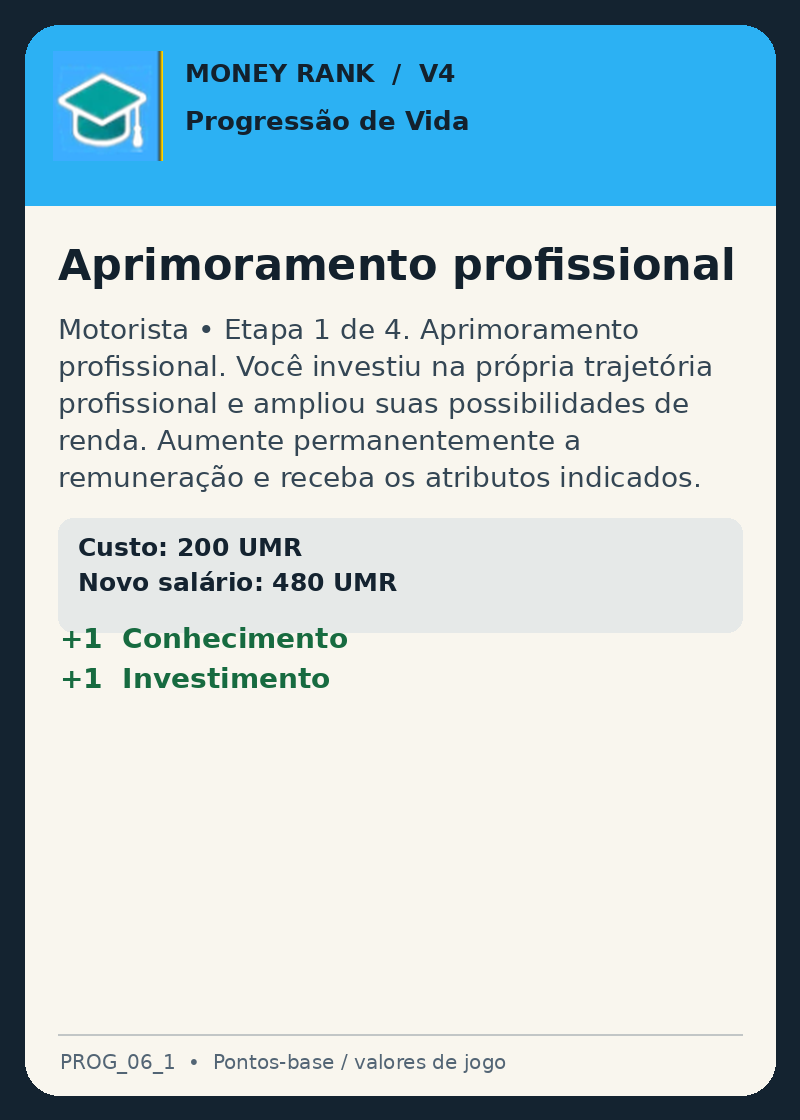 MONEY RANK / V4
Progressão de Vida
Aprimoramento profissional
Motorista • Etapa 1 de 4. Aprimoramento
profissional. Você investiu na própria trajetória
profissional e ampliou suas possibilidades de
renda. Aumente permanentemente a
remuneração e receba os atributos indicados.
Custo: 200 UMR
Novo salário: 480 UMR
+1 Conhecimento
+1 Investimento
PROG_06_1 • Pontos-base / valores de jogo